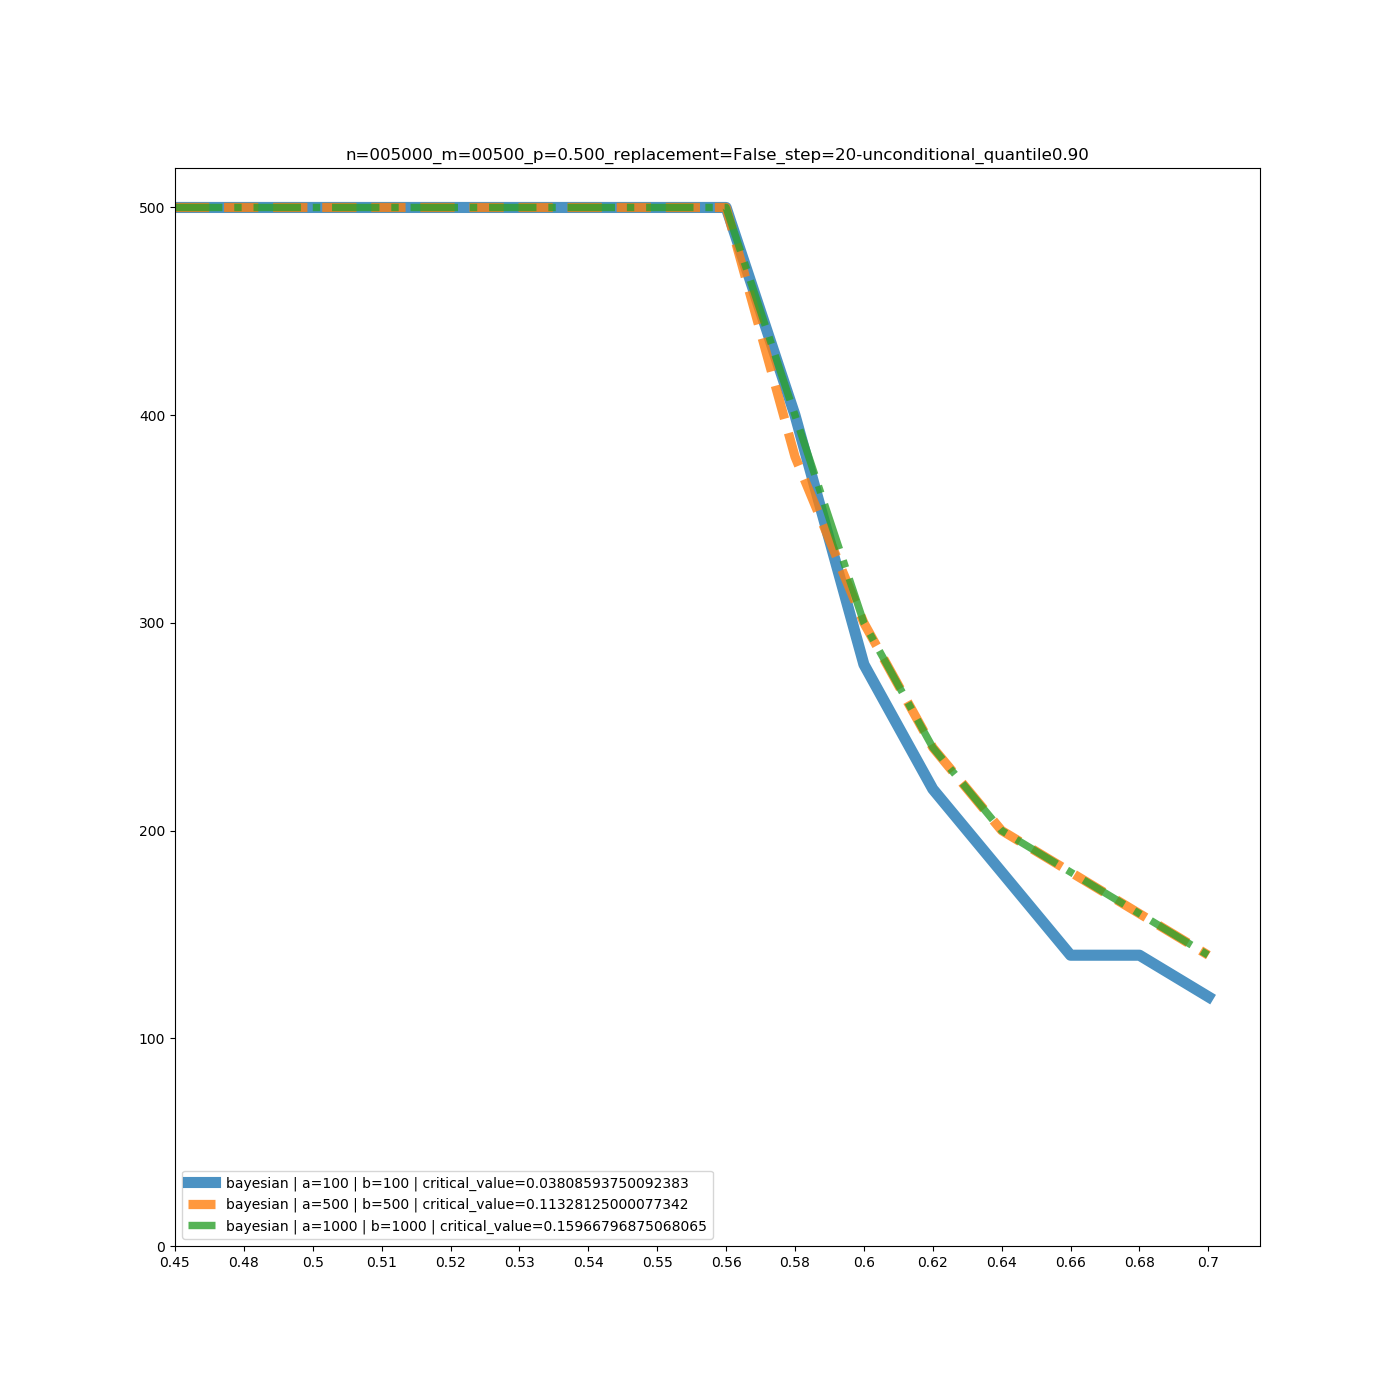 n=005000_m=00500_p=0.500_replacement=False_step=20-unconditional_quantile0.90
500
400
300
200
100
0
bayesian | a=100 | b=100 | critical_value=0.03808593750092383
bayesian | a=500 | b=500 | critical_value=0.11328125000077342
bayesian | a=1000 | b=1000 | critical_value=0.15966796875068065
0.45 0.48 0.5 0.51 0.52 0.53 0.54 0.55 0.56 0.58 0.6 0.62 0.64 0.66 0.68 0.7